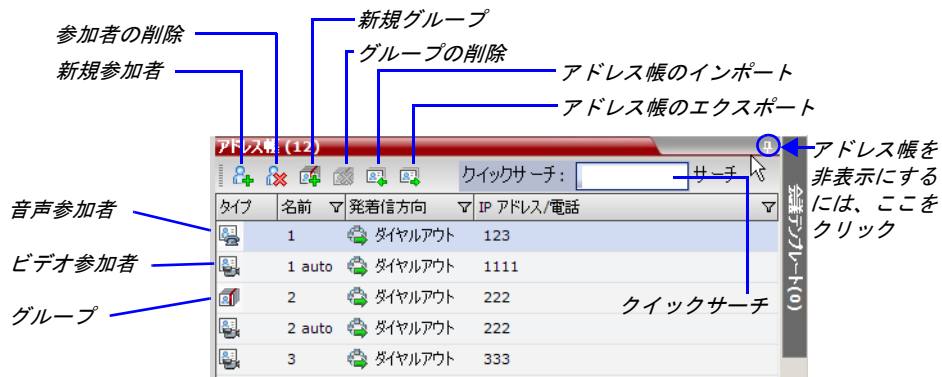 新規グループ
参加者の削除
グループの削除
新規参加者
アドレス帳のインポート
アドレス帳のエクスポート
アドレス帳 (12)
アドレス帳を
非表示にする
には、ここを
クリック
クイックサーチ: サーチ
タイプ 名前 発着信方向 IP アドレス/電話
音声参加者
1 ダイヤルアウト 123
ビデオ参加者
1 auto ダイヤルアウト 1111
グループ
2 ダイヤルアウト 222
クイックサーチ
2 auto ダイヤルアウト 222
3 ダイヤルアウト 333
会議テンプレート(0)